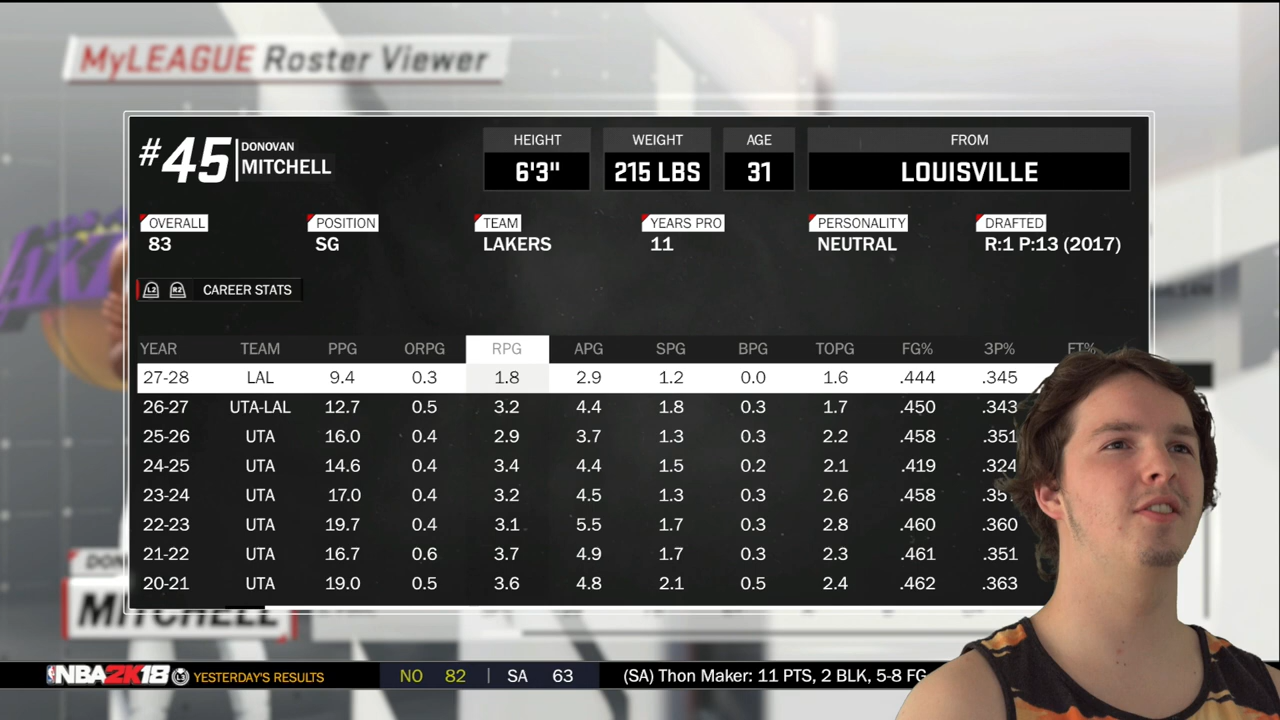 MyLEAGUE Roster Viewer
#45 DONOVAN MITCHELL
HEIGHT WEIGHT AGE FROM
6'3" 215 LBS 31 LOUISVILLE
OVERALL POSITION TEAM YEARS PRO PERSONALITY DRAFTED
83 SG LAKERS 11 NEUTRAL R:1 P:13 (2017)
L2 R2 CAREER STATS
YEAR TEAM PPG ORPG RPG APG SPG BPG TOPG FG% 3P% FT%
27-28 LAL 9.4 0.3 1.8 2.9 1.2 0.0 1.6 .444 .345
26-27 UTA-LAL 12.7 0.5 3.2 4.4 1.8 0.3 1.7 .450 .343
25-26 UTA 16.0 0.4 2.9 3.7 1.3 0.3 2.2 .458 .351
24-25 UTA 14.6 0.4 3.4 4.4 1.5 0.2 2.1 .419 .324
23-24 UTA 17.0 0.4 3.2 4.5 1.3 0.3 2.6 .458
22-23 UTA 19.7 0.4 3.1 5.5 1.7 0.3 2.8 .460 .360
21-22 UTA 16.7 0.6 3.7 4.9 1.7 0.3 2.3 .461 .351
20-21 UTA 19.0 0.5 3.6 4.8 2.1 0.5 2.4 .462 .363
DON
MITCHELL
NBA2K18 YESTERDAY'S RESULTS NO 82 SA 63 (SA) Thon Maker: 11 PTS, 2 BLK, 5-8 FG